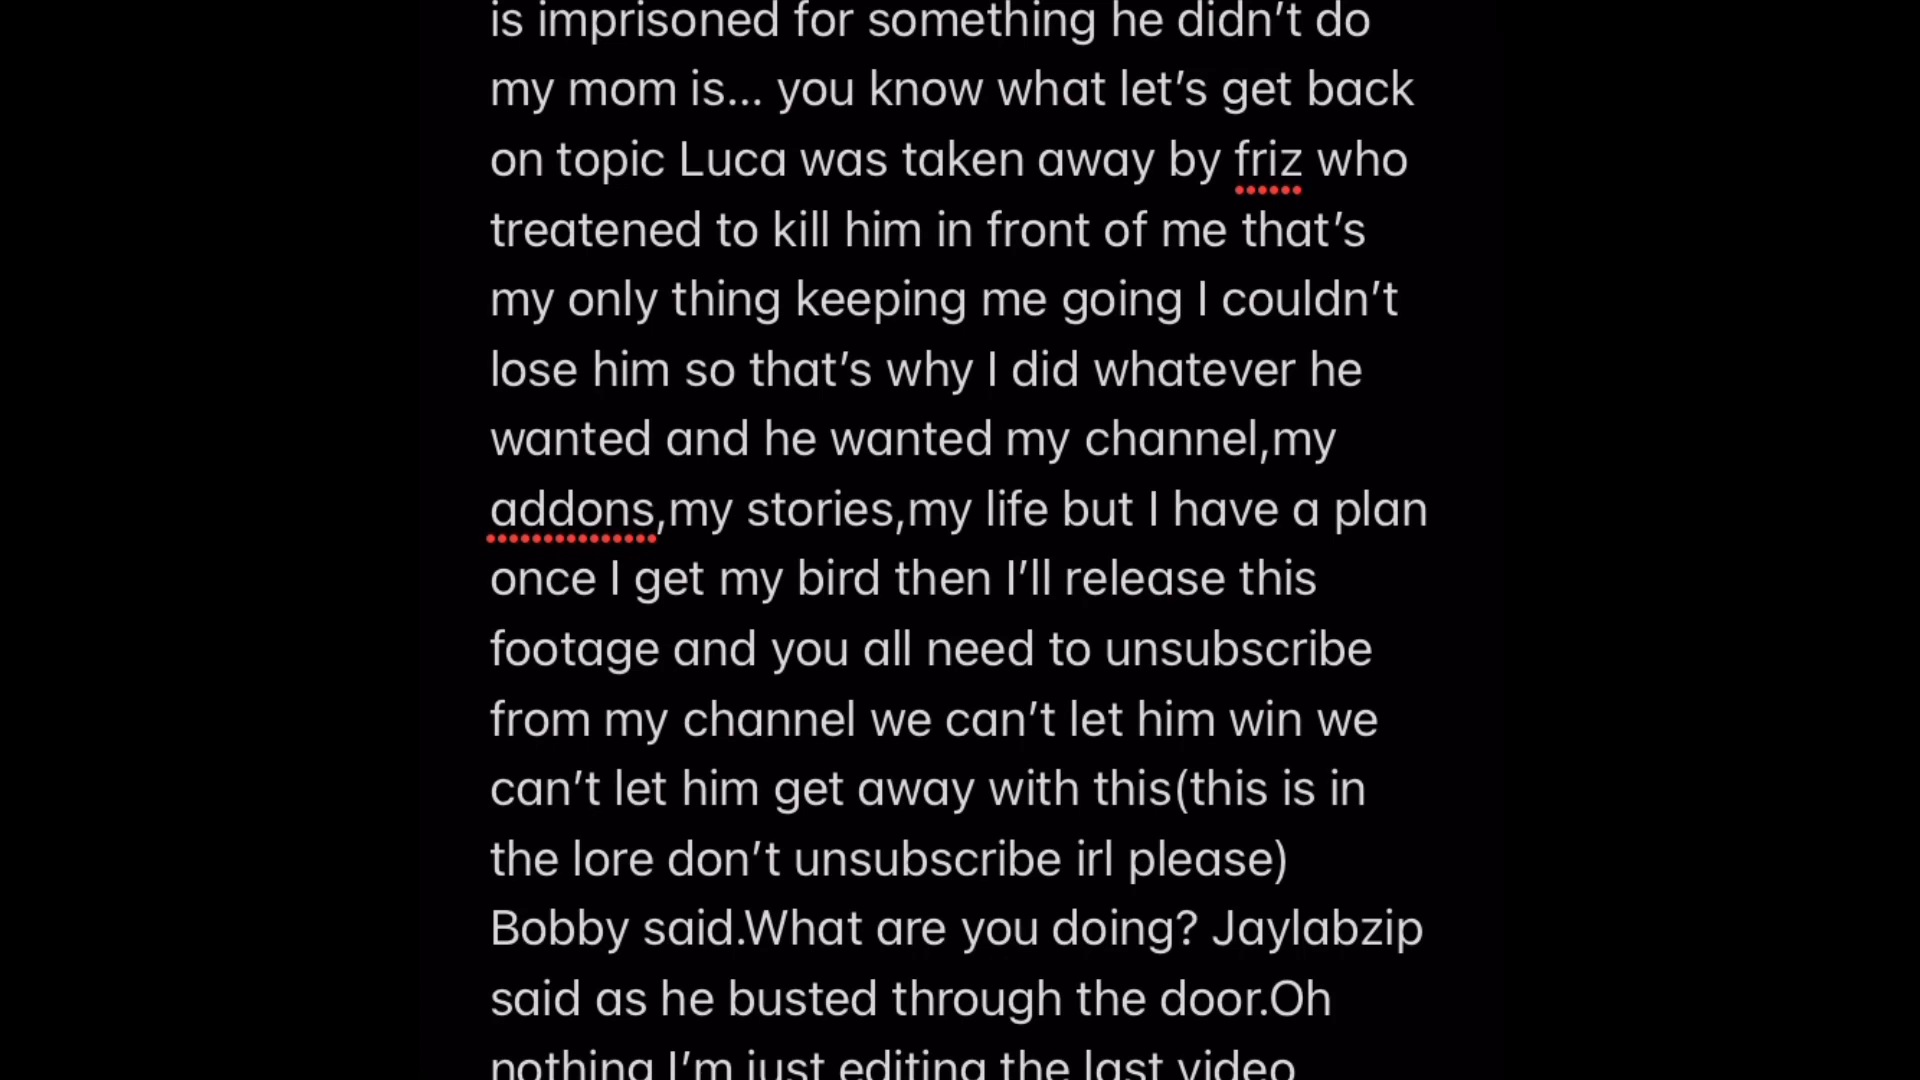 is imprisoned for something he didn’t do
my mom is... you know what let’s get back
on topic Luca was taken away by friz who
treatened to kill him in front of me that’s
my only thing keeping me going I couldn’t
lose him so that’s why I did whatever he
wanted and he wanted my channel,my
addons,my stories,my life but I have a plan
once I get my bird then I’ll release this
footage and you all need to unsubscribe
from my channel we can’t let him win we
can’t let him get away with this(this is in
the lore don’t unsubscribe irl please)
Bobby said.What are you doing? Jaylabzip
said as he busted through the door.Oh
nothing I’m just editing the last video